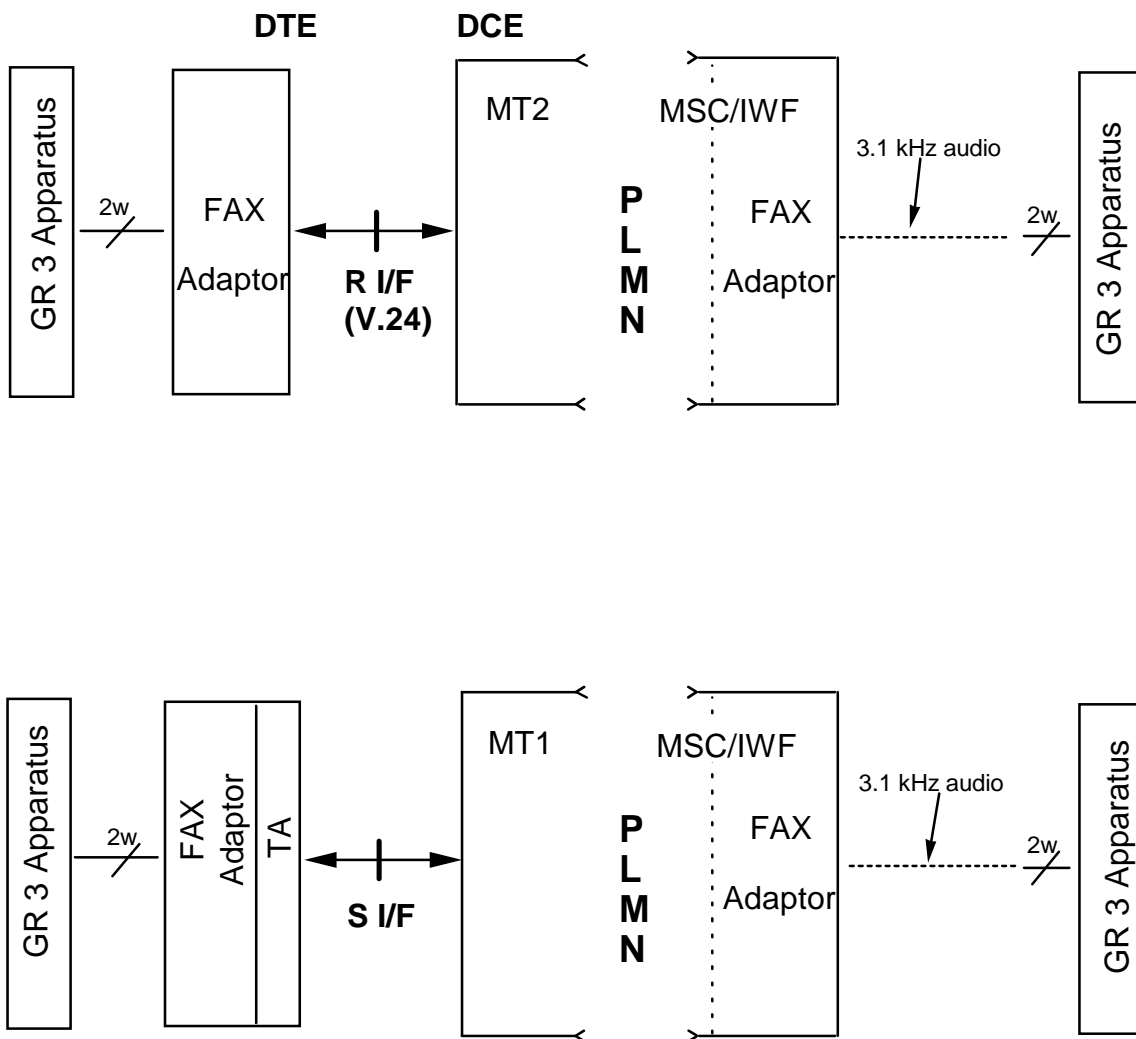 DTE DCE
GR 3 Apparatus
2w
FAX
Adaptor
R I/F
(V.24)
MT2
P
L
M
N
MSC/IWF
FAX
Adaptor
3.1 kHz audio
2w
GR 3 Apparatus
GR 3 Apparatus
2w
FAX
Adaptor
TA
S I/F
MT1
P
L
M
N
MSC/IWF
FAX
Adaptor
3.1 kHz audio
2w
GR 3 Apparatus